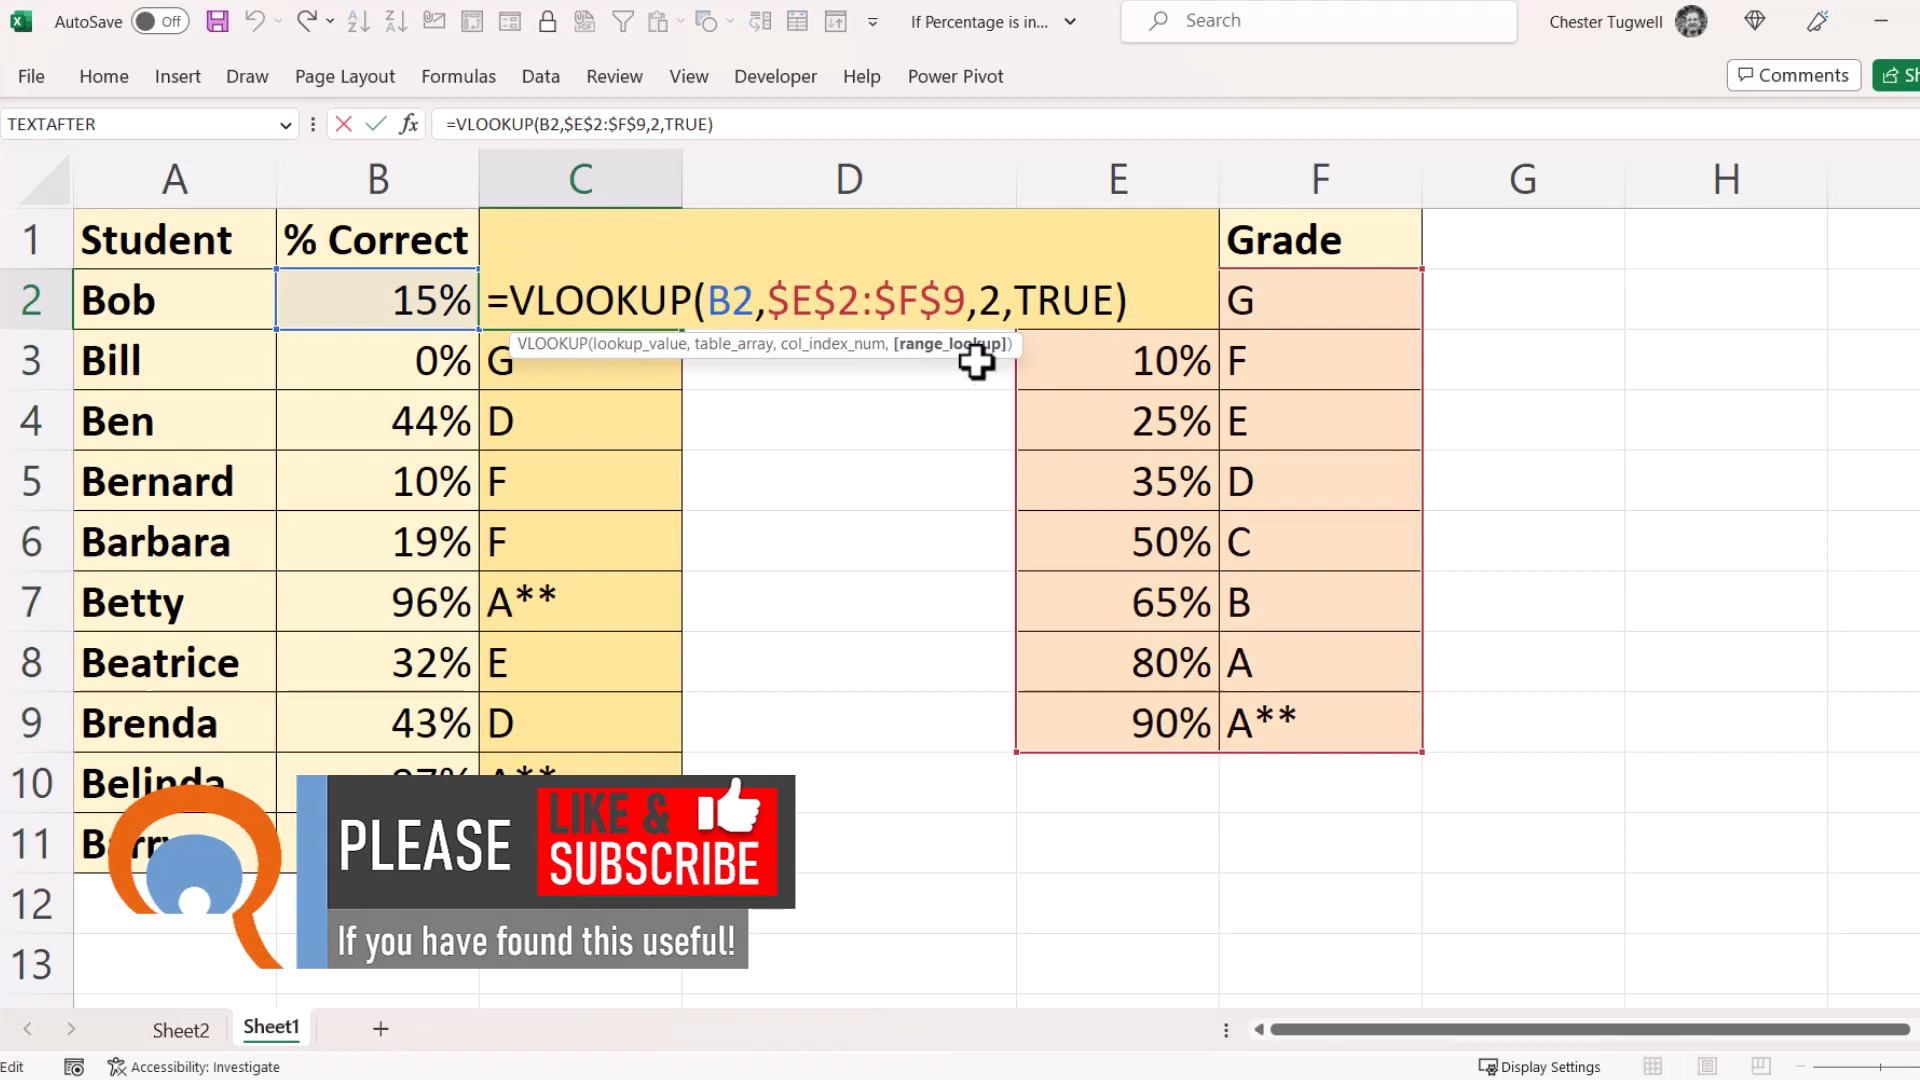 AutoSave Off If Percentage is in... Search Chester Tugwell
File Home Insert Draw Page Layout Formulas Data Review View Developer Help Power Pivot Comments Sh
TEXTAFTER fx =VLOOKUP(B2,$E$2:$F$9,2,TRUE)
A B C D E F G H
1 Student % Correct Grade
2 Bob 15% =VLOOKUP(B2,$E$2:$F$9,2,TRUE) G
VLOOKUP(lookup_value, table_array, col_index_num, [range_lookup])
3 Bill 0% G 10% F
4 Ben 44% D 25% E
5 Bernard 10% F 35% D
6 Barbara 19% F 50% C
7 Betty 96% A** 65% B
8 Beatrice 32% E 80% A
9 Brenda 43% D 90% A**
10 Belinda A**
11
12
13
PLEASE LIKE &
SUBSCRIBE
If you have found this useful!
Sheet2 Sheet1
Edit Accessibility: Investigate Display Settings